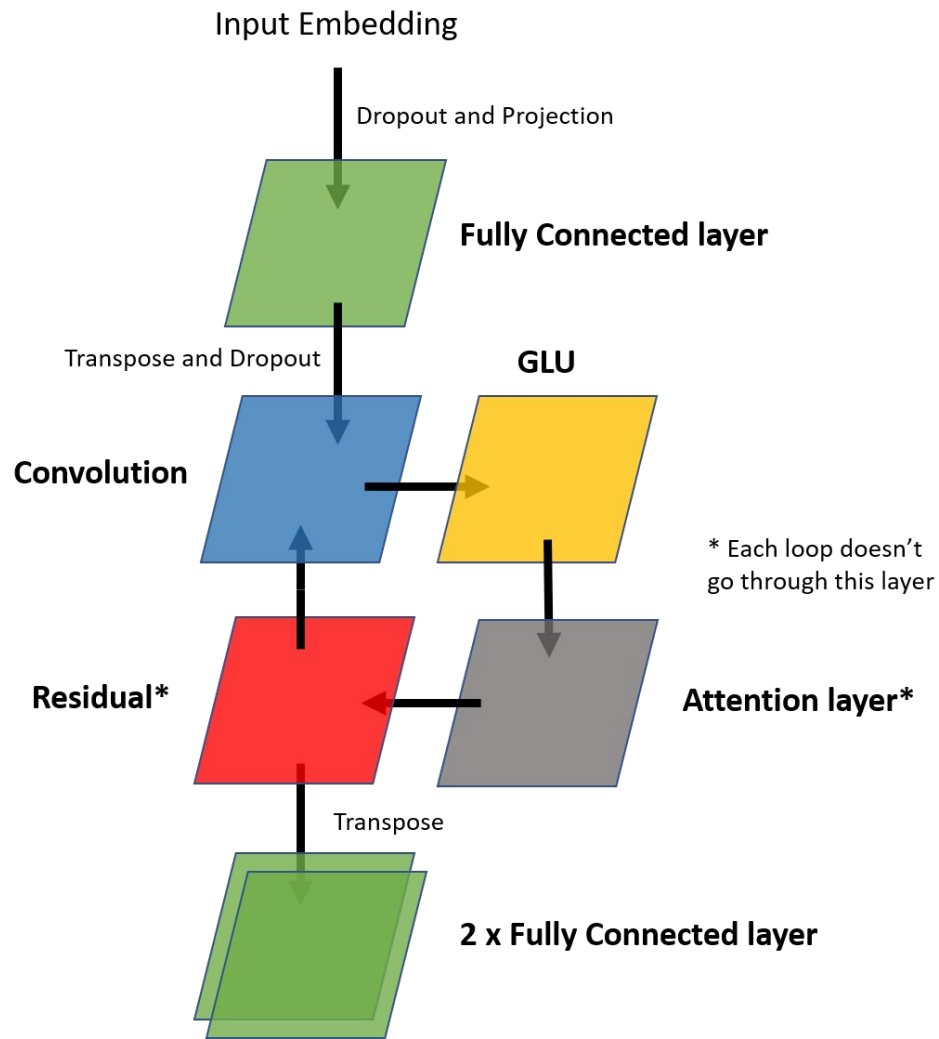 Input Embedding
Dropout and Projection
Fully Connected layer
Transpose and Dropout
GLU
Convolution
* Each loop doesn’t
go through this layer
Residual*
Attention layer*
Transpose
2 x Fully Connected layer